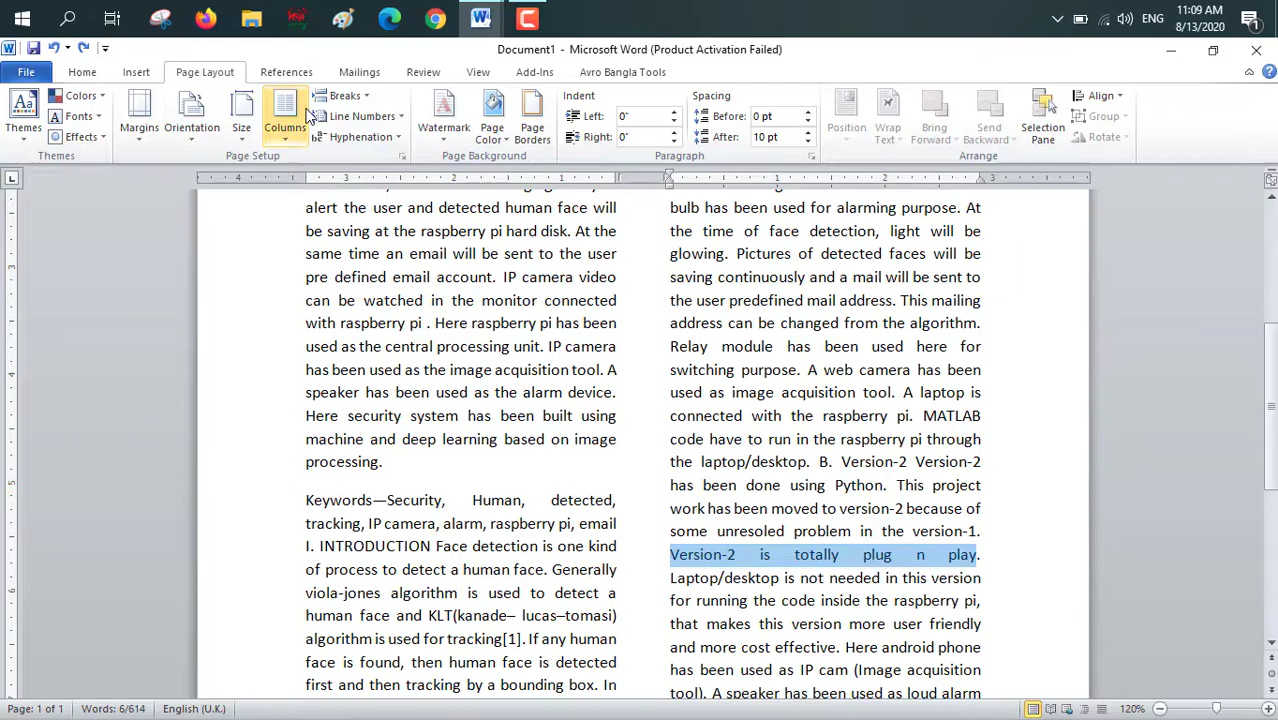 11:09 AM
ENG
8/13/2020
Document1 - Microsoft Word (Product Activation Failed)
File Home Insert Page Layout References Mailings Review View Add-Ins Avro Bangla Tools
Colors Breaks Indent Spacing Align
Themes Fonts Margins Orientation Size Columns Line Numbers Watermark Page Color Page Borders Left: 0" Before: 0 pt Position Wrap Text Bring Forward Send Backward Selection Pane Group
Effects Hyphenation Right: 0" After: 10 pt Rotate
Themes Page Setup Page Background Paragraph Arrange
4 3 2 1 1 2 3
alert the user and detected human face will
be saving at the raspberry pi hard disk. At the
same time an email will be sent to the user
pre defined email account. IP camera video
can be watched in the monitor connected
with raspberry pi . Here raspberry pi has been
used as the central processing unit. IP camera
has been used as the image acquisition tool. A
speaker has been used as the alarm device.
Here security system has been built using
machine and deep learning based on image
processing.
Keywords—Security, Human, detected,
tracking, IP camera, alarm, raspberry pi, email
I. INTRODUCTION Face detection is one kind
of process to detect a human face. Generally
viola-jones algorithm is used to detect a
human face and KLT(kanade– lucas–tomasi)
algorithm is used for tracking[1]. If any human
face is found, then human face is detected
first and then tracking by a bounding box. In
bulb has been used for alarming purpose. At
the time of face detection, light will be
glowing. Pictures of detected faces will be
saving continuously and a mail will be sent to
the user predefined mail address. This mailing
address can be changed from the algorithm.
Relay module has been used here for
switching purpose. A web camera has been
used as image acquisition tool. A laptop is
connected with the raspberry pi. MATLAB
code have to run in the raspberry pi through
the laptop/desktop. B. Version-2 Version-2
has been done using Python. This project
work has been moved to version-2 because of
some unresoled problem in the version-1.
Version-2 is totally plug n play.
Laptop/desktop is not needed in this version
for running the code inside the raspberry pi,
that makes this version more user friendly
and more cost effective. Here android phone
has been used as IP cam (Image acquisition
tool). A speaker has been used as loud alarm
Page: 1 of 1 Words: 6/614 English (U.K.) 120%